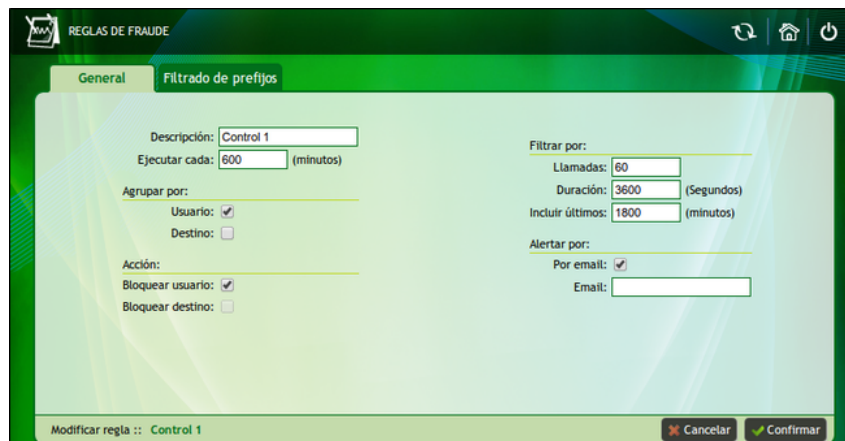 REGLAS DE FRAUDE
General
Filtrado de prefijos
Descripción: Control 1
Ejecutar cada: 600 (minutos)
Agrupar por:
Usuario:
Destino:
Acción:
Bloquear usuario:
Bloquear destino:
Filtrar por:
Llamadas: 60
Duración: 3600 (Segundos)
Incluir últimos: 1800 (minutos)
Alertar por:
Por email:
Email:
Modificar regla :: Control 1
Cancelar
Confirmar